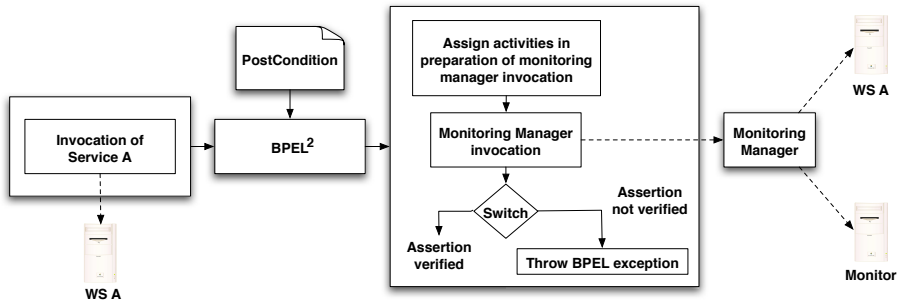 PostCondition
Invocation of
Service A
WS A
BPEL²
Assign activities in
preparation of monitoring
manager invocation
Monitoring Manager
invocation
Switch
Assertion
not verified
Assertion
verified
Throw BPEL exception
Monitoring
Manager
WS A
Monitor